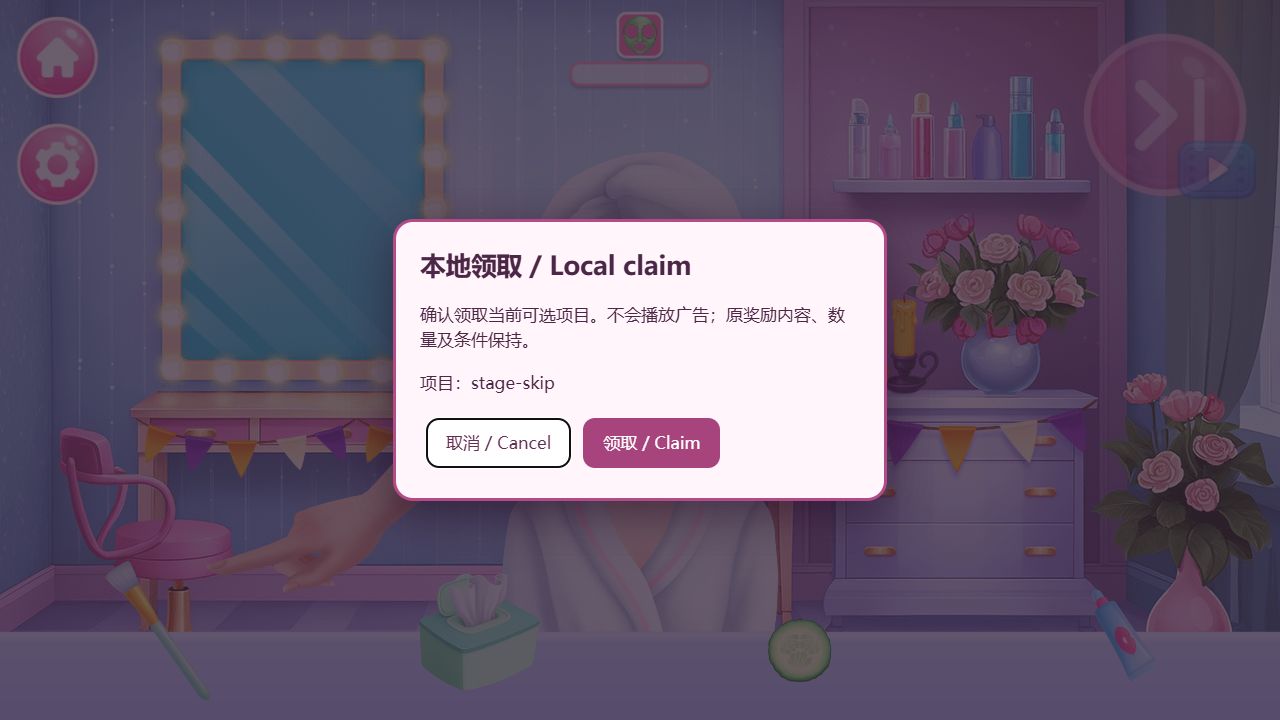 本地领取 / Local claim
确认领取当前可选项目。不会播放广告；原奖励内容、数
量及条件保持。
项目：stage-skip
取消 / Cancel
领取 / Claim